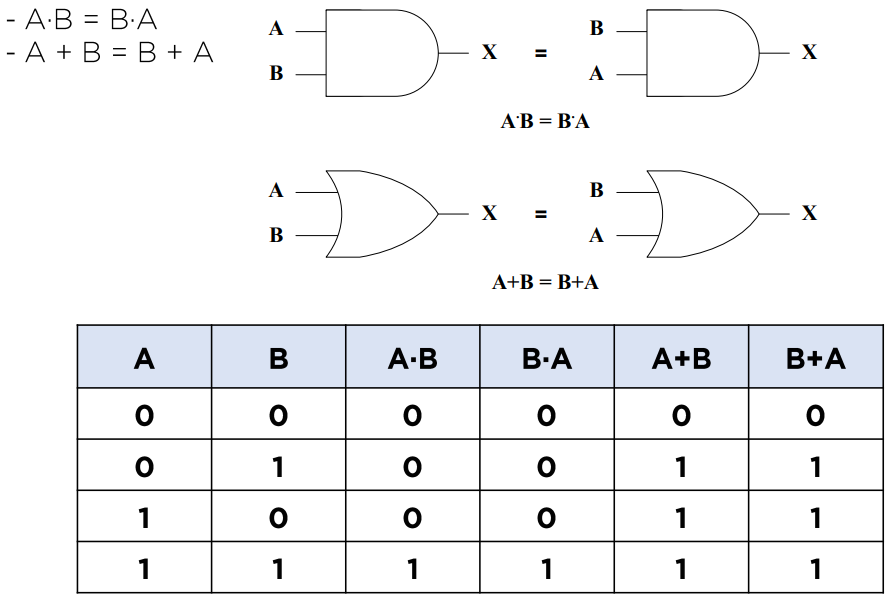 - A·B = B·A
- A + B = B + A
A B X = B A X
A·B = B·A
A B X = B A X
A+B = B+A
A B A·B B·A A+B B+A
0 0 0 0 0 0
0 1 0 0 1 1
1 0 0 0 1 1
1 1 1 1 1 1